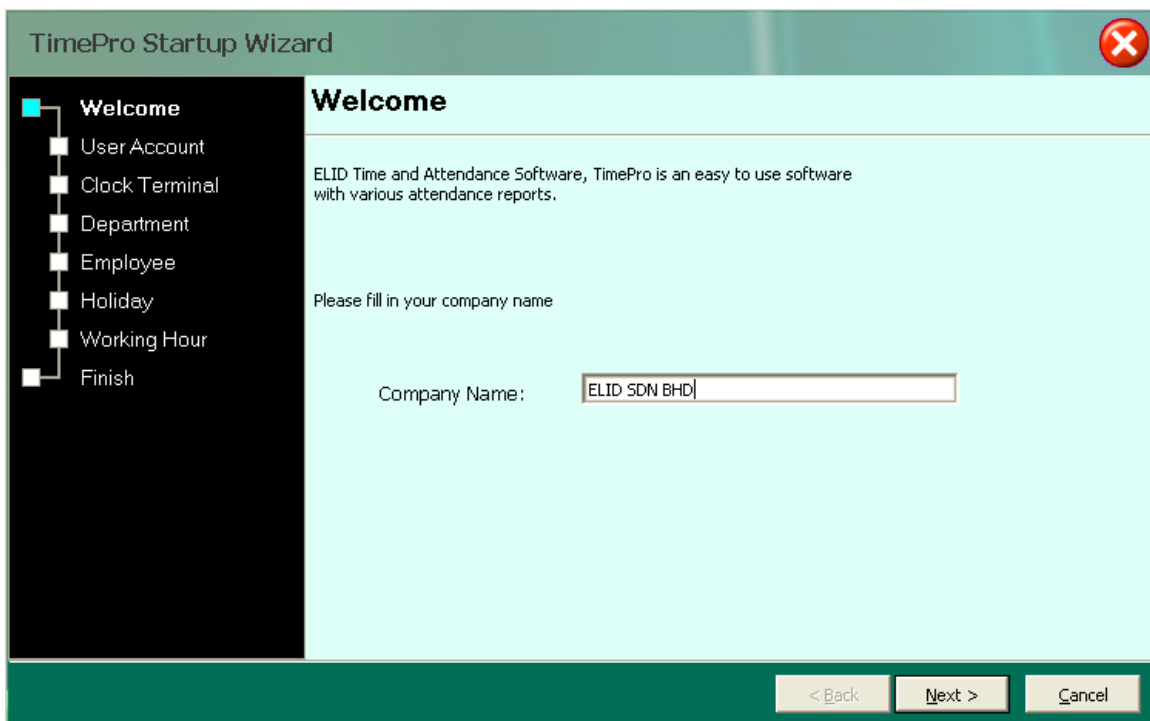 TimePro Startup Wizard
Welcome
User Account
Clock Terminal
Department
Employee
Holiday
Working Hour
Finish
Welcome
ELID Time and Attendance Software, TimePro is an easy to use software
with various attendance reports.
Please fill in your company name
Company Name:
ELID SDN BHD
< Back
Next >
Cancel